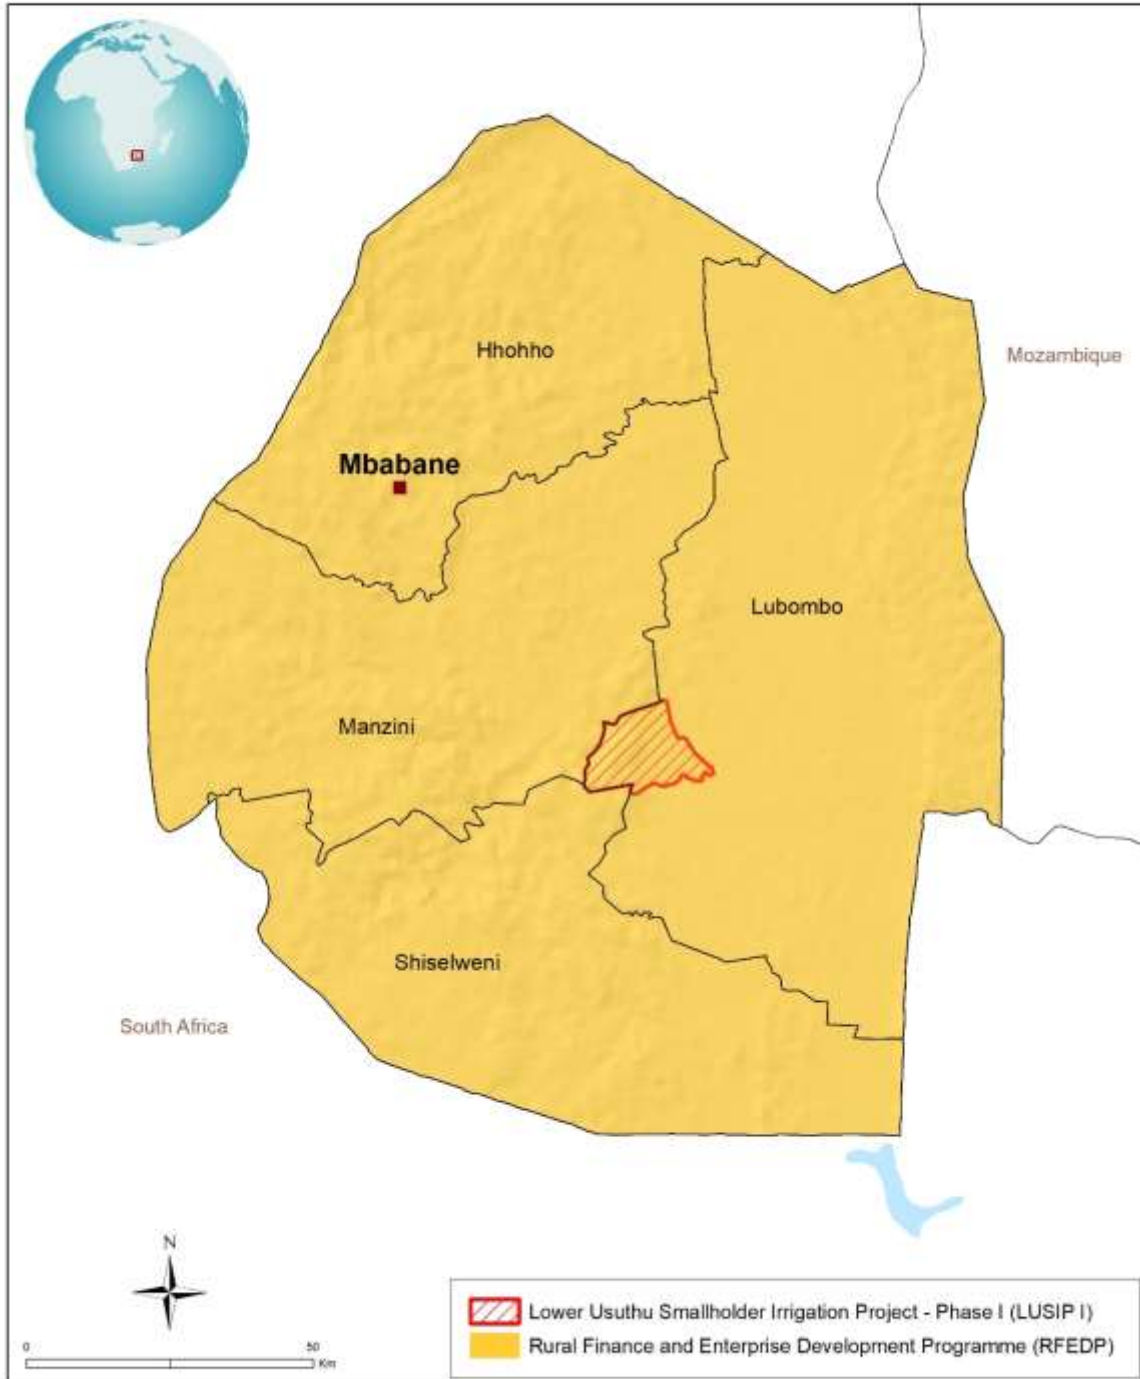 Hhohho
Mozambique
Mbabane
Lubombo
Manzini
Shiselweni
South Africa
N
0 50
Km
Lower Usuthu Smallholder Irrigation Project - Phase I (LUSIP I)
Rural Finance and Enterprise Development Programme (RFEDP)